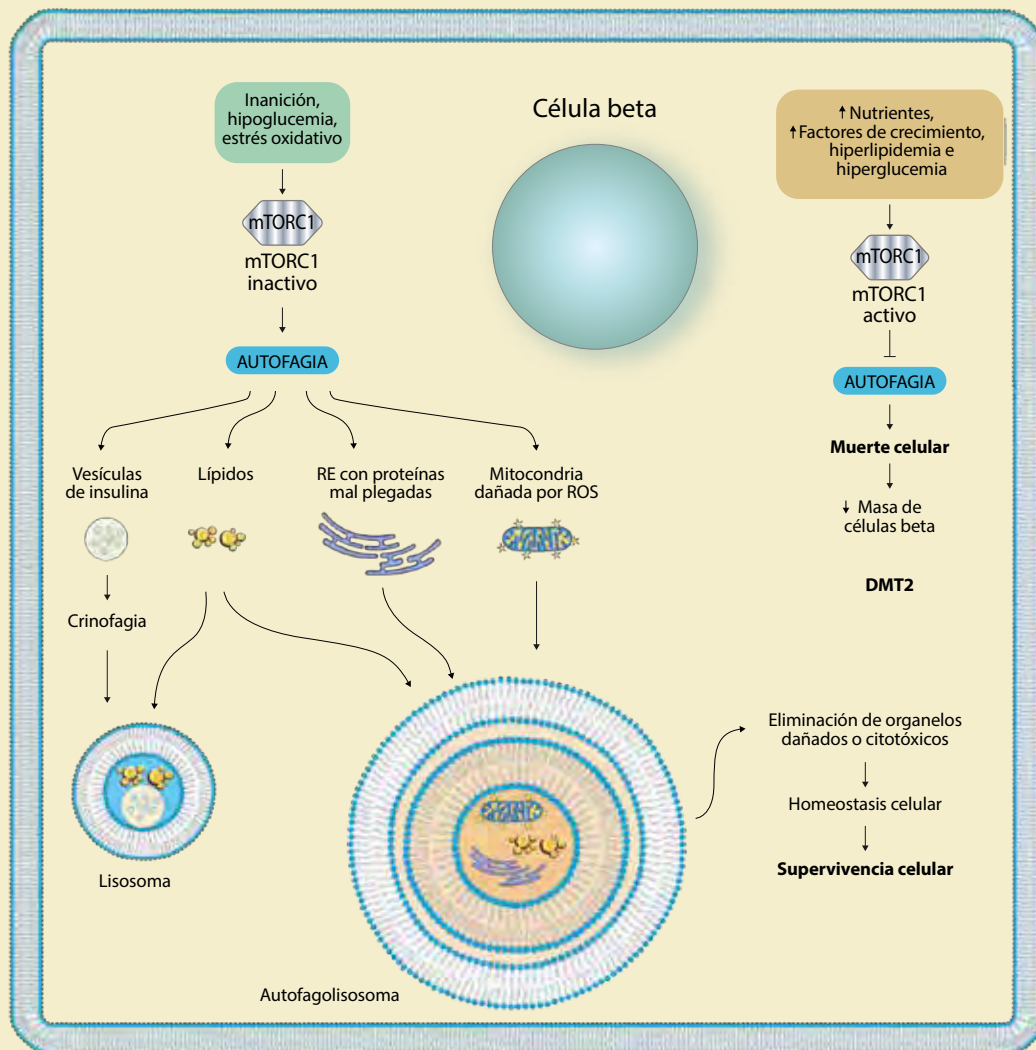 Inanición,
hipoglucemia,
estrés oxidativo
mTORC1
mTORC1
inactivo
AUTOFAGIA
Célula beta
↑ Nutrientes,
↑ Factores de crecimiento,
hiperlipidemia e
hiperglucemia
mTORC1
mTORC1
activo
AUTOFAGIA
Muerte celular
↓ Masa de
células beta
DMT2
Vesículas
de insulina
Lípidos
RE con proteínas
mal plegadas
Mitocondria
dañada por ROS
Crinofagia
Lisosoma
Autofagolisosoma
Eliminación de organelos
dañados o citotóxicos
Homeostasis celular
Supervivencia celular